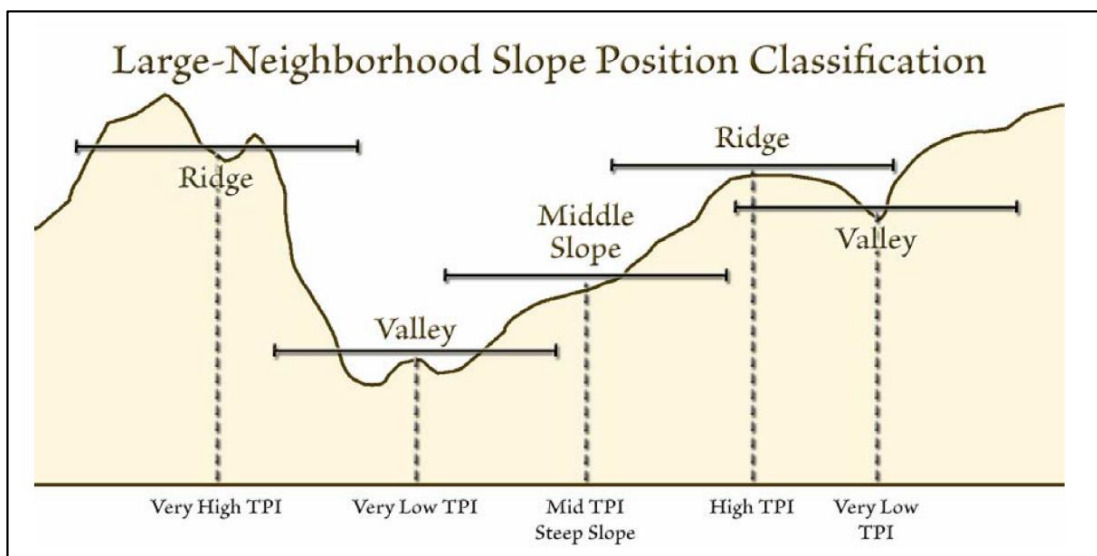 Large-Neighborhood Slope Position Classification
Ridge
Ridge
Middle
Slope
Valley
Valley
Very High TPI
Very Low TPI
Mid TPI
Steep Slope
High TPI
Very Low
TPI